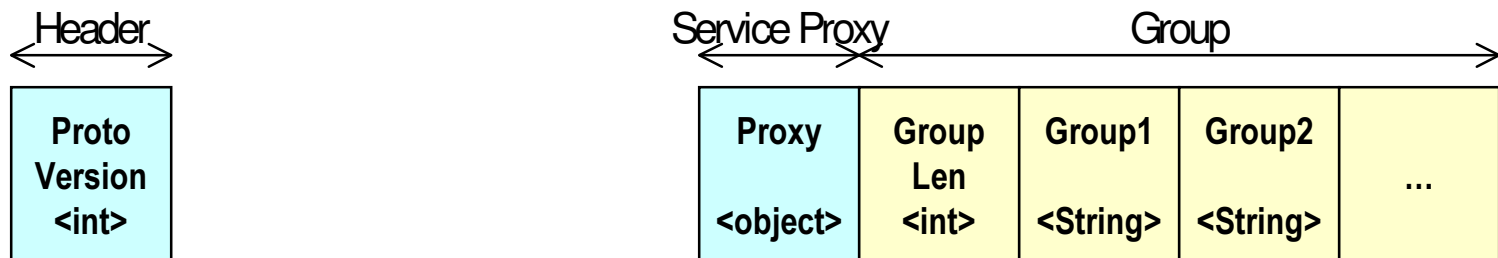 Header
Service Proxy
Group
Proto
Version
<int>
Proxy
<object>
Group
Len
<int>
Group1
<String>
Group2
<String>
...